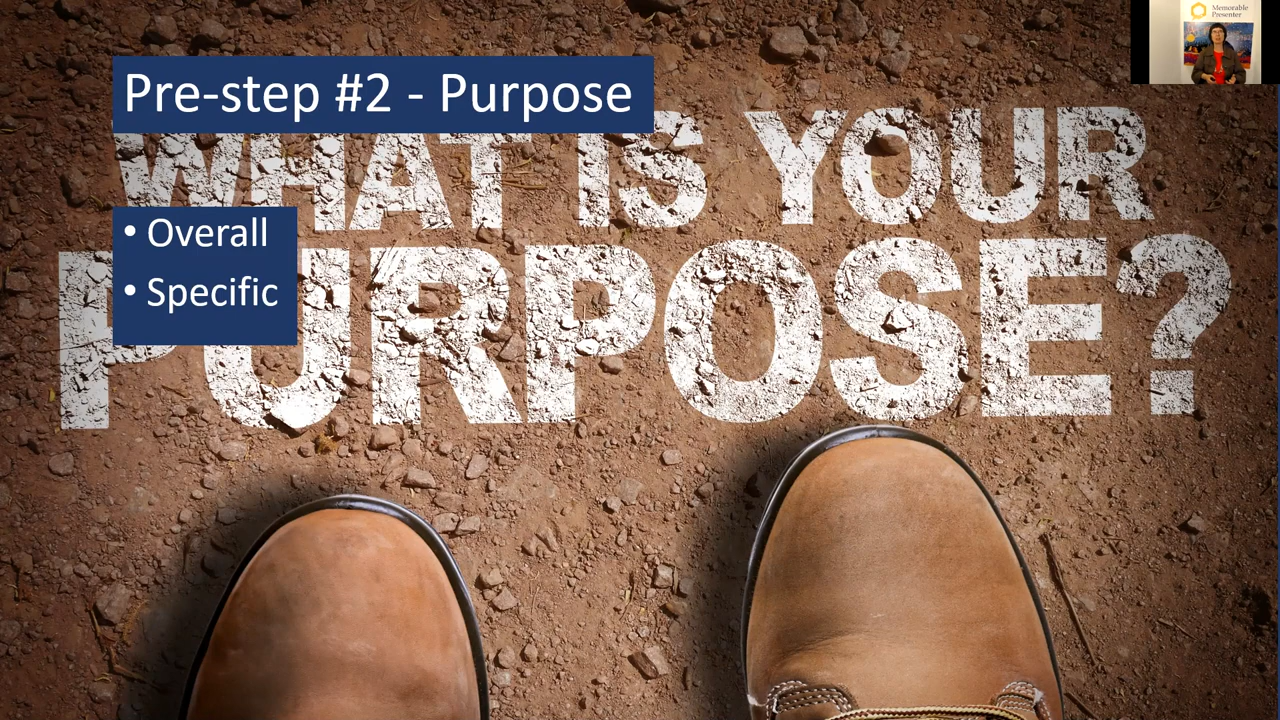 Memorable
Presenter
Pre-step #2 - Purpose
WHAT IS YOUR
PURPOSE?
• Overall
• Specific